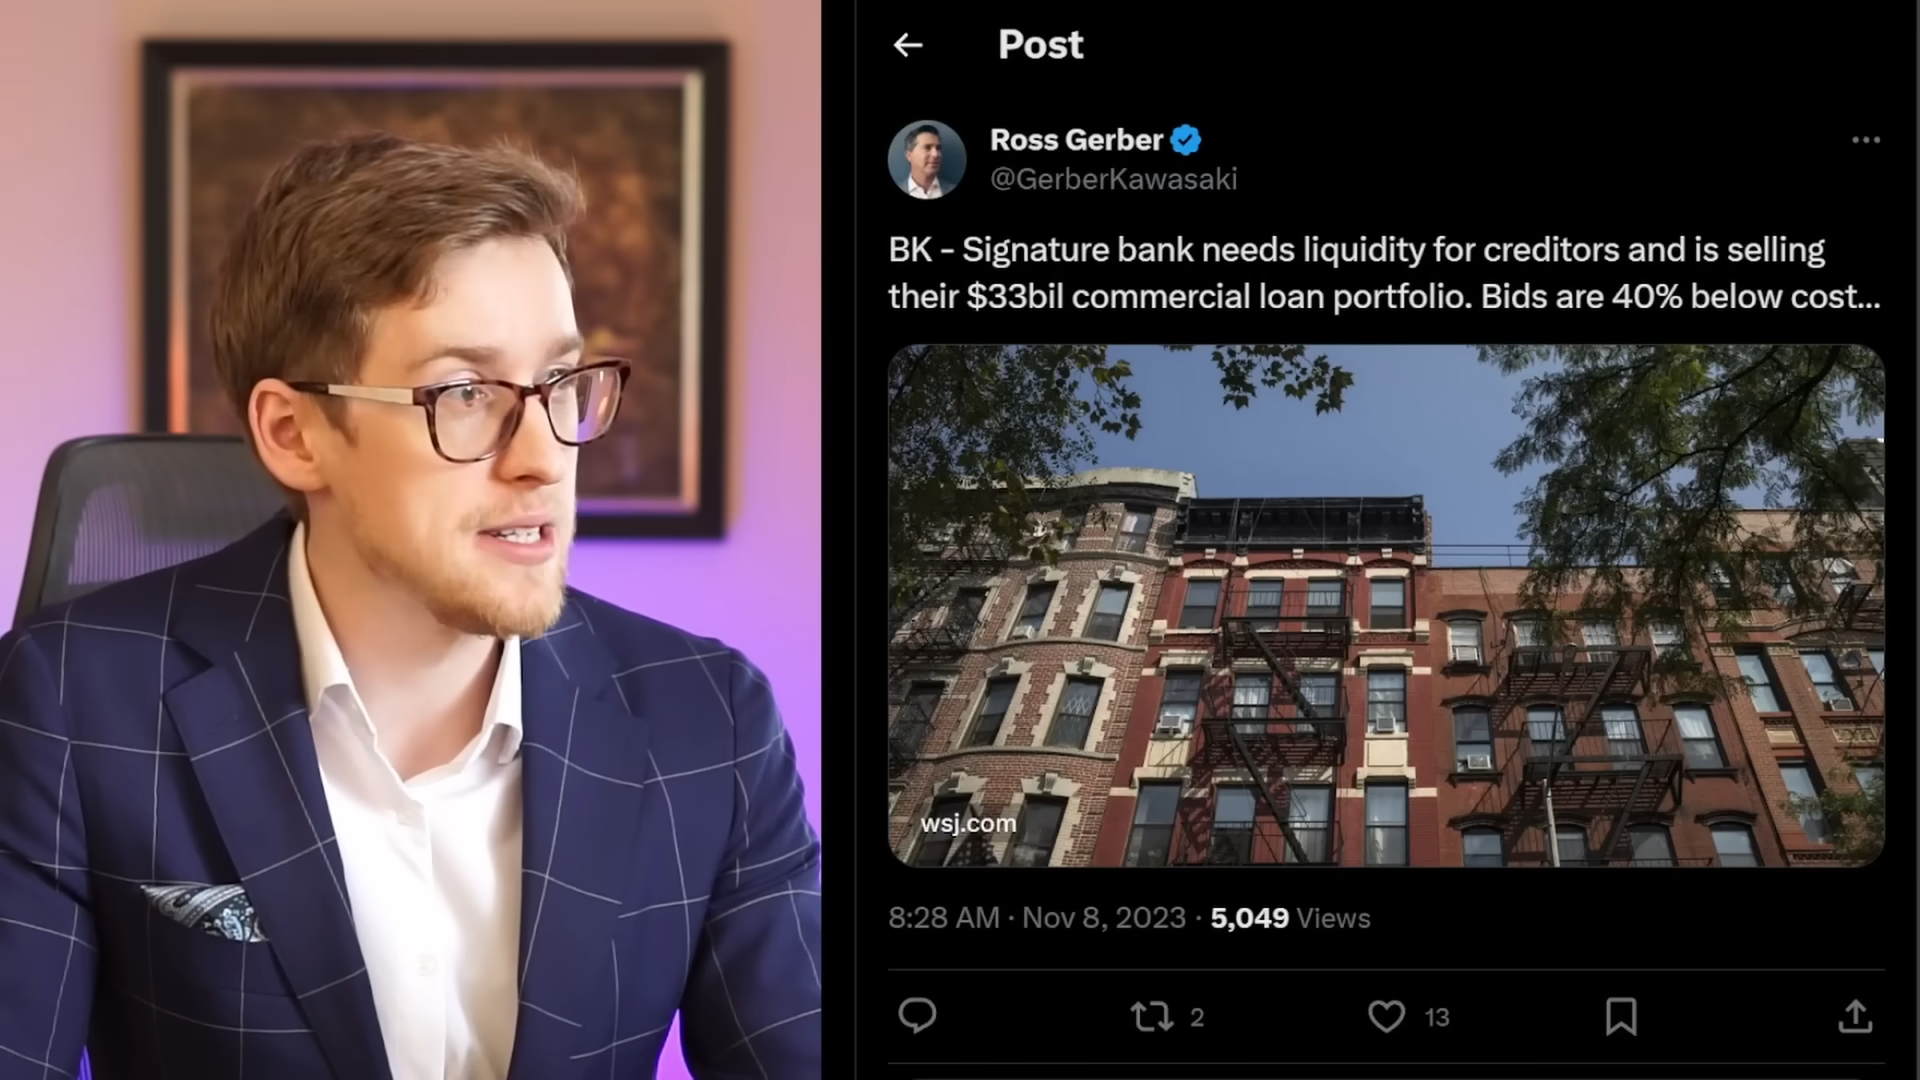 Post
Ross Gerber
@GerberKawasaki
BK - Signature bank needs liquidity for creditors and is selling
their $33bil commercial loan portfolio. Bids are 40% below cost...
wsj.com
8:28 AM · Nov 8, 2023 · 5,049 Views
2
13